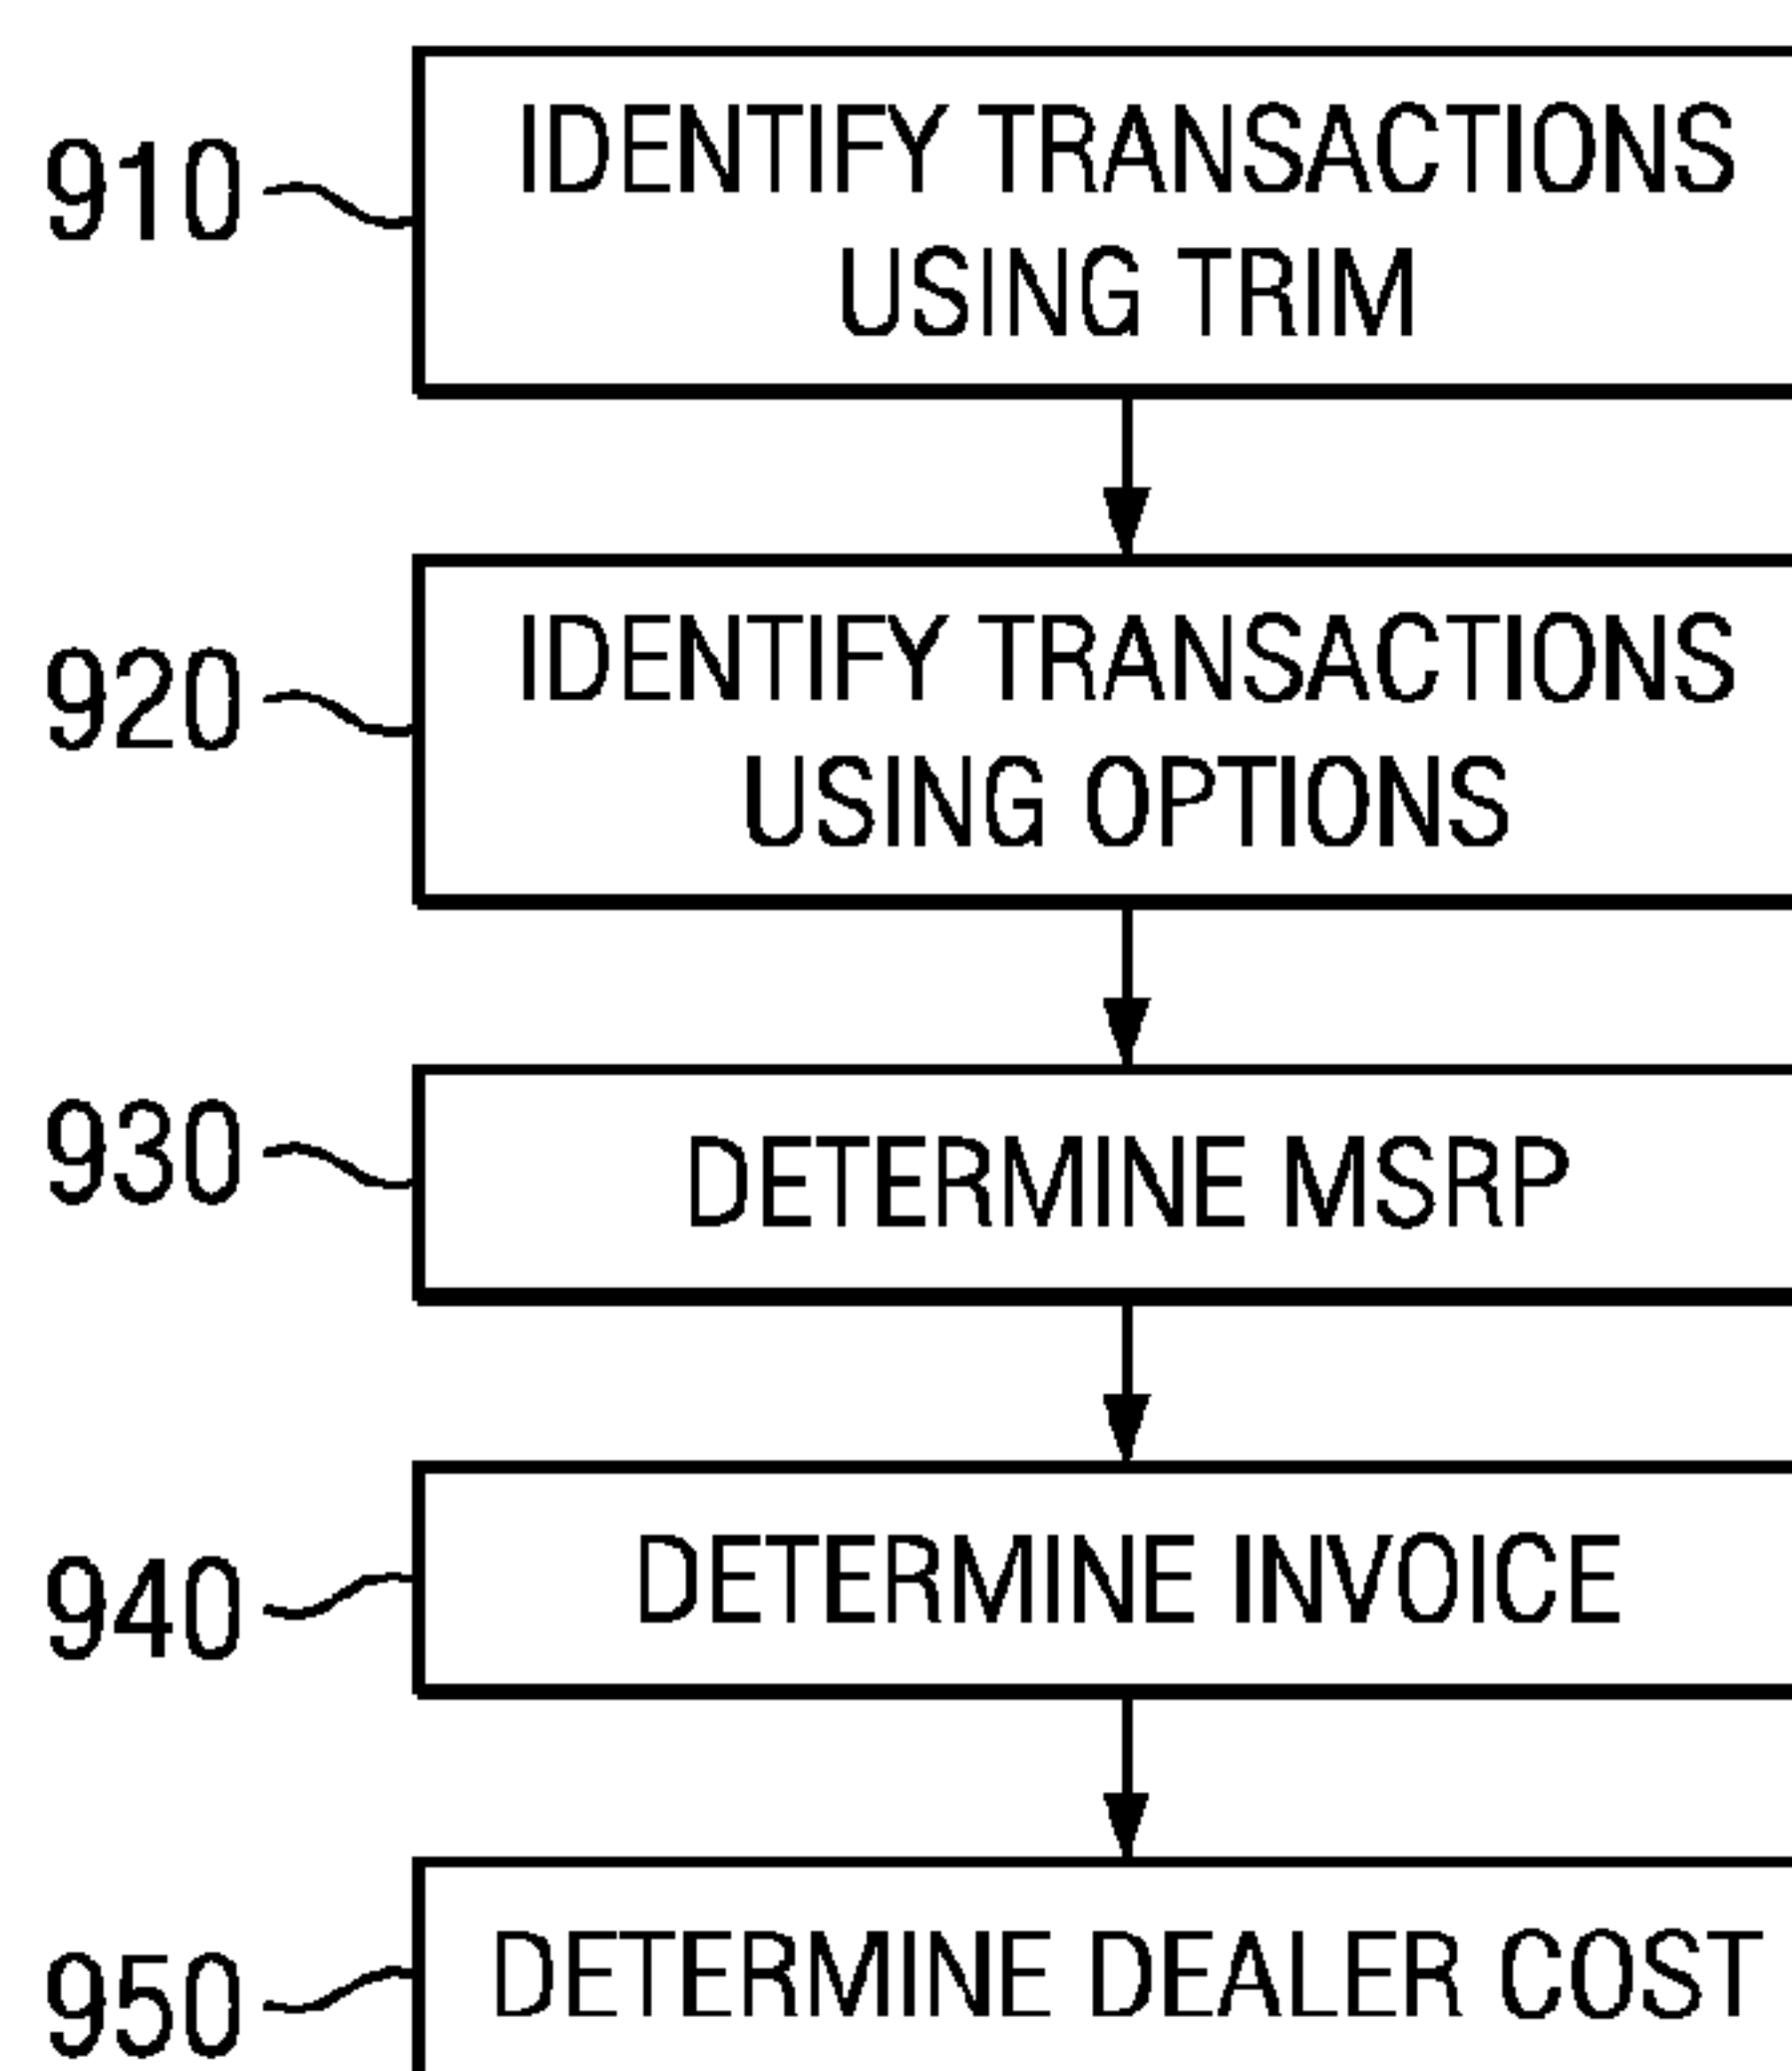 910
IDENTIFY TRANSACTIONS
USING TRIM
920
IDENTIFY TRANSACTIONS
USING OPTIONS
930
DETERMINE MSRP
940
DETERMINE INVOICE
950
DETERMINE DEALER COST